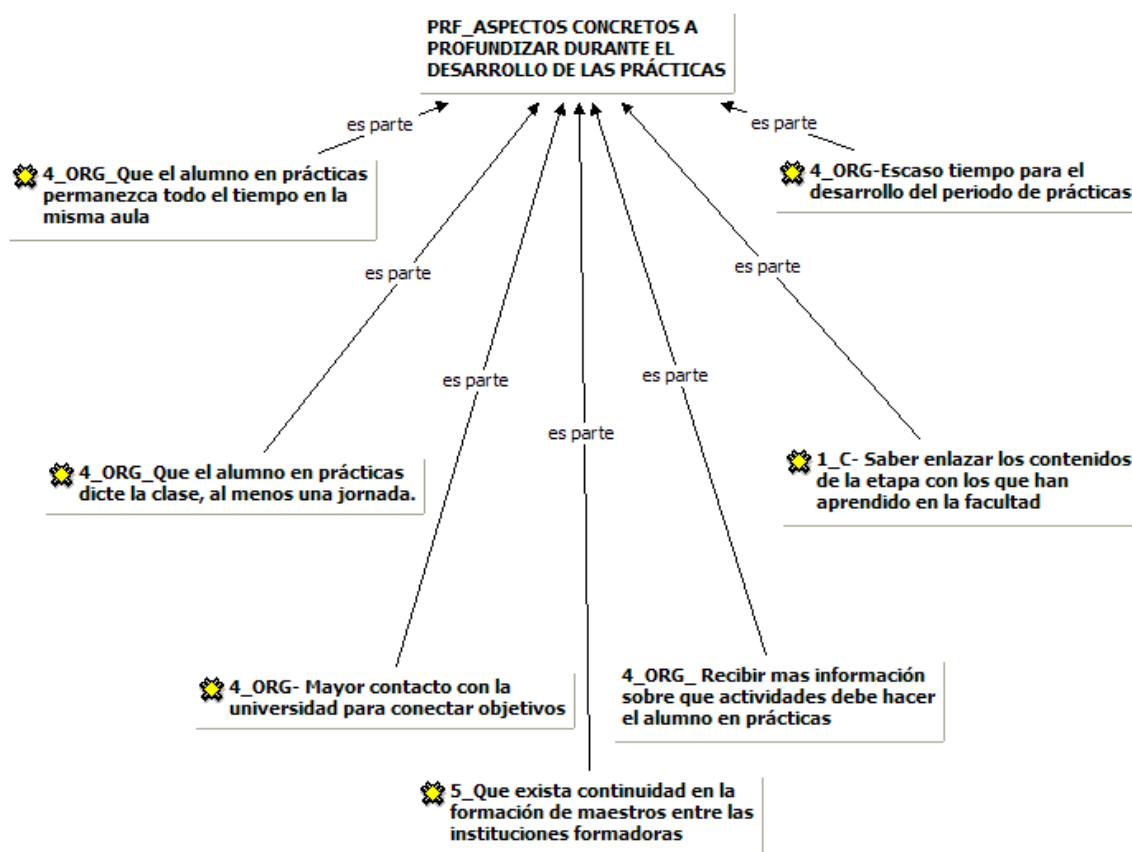 PRF_ASPECTOS CONCRETOS A
PROFUNDIZAR DURANTE EL
DESARROLLO DE LAS PRÁCTICAS
es parte
es parte
4_ORG_Que el alumno en prácticas
permanezca todo el tiempo en la
misma aula
4_ORG-Escaso tiempo para el
desarrollo del periodo de prácticas
es parte
es parte
es parte
es parte
es parte
4_ORG_Que el alumno en prácticas
dicte la clase, al menos una jornada.
1_C- Saber enlazar los contenidos
de la etapa con los que han
aprendido en la facultad
4_ORG- Mayor contacto con la
universidad para conectar objetivos
4_ORG_ Recibir mas información
sobre que actividades debe hacer
el alumno en prácticas
5_Que exista continuidad en la
formación de maestros entre las
instituciones formadoras